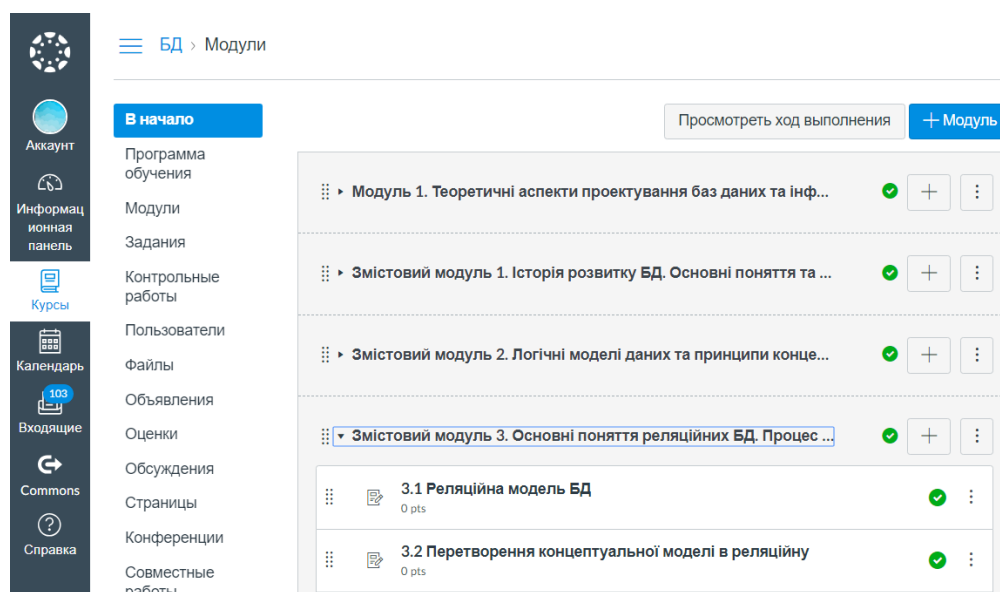 БД › Модули
Аккаунт
Информац
ионная
панель
Курсы
Календарь
103
Входящие
Commons
Справка
В начало
Программа
обучения
Модули
Задания
Контрольные
работы
Пользователи
Файлы
Объявления
Оценки
Обсуждения
Страницы
Конференции
Совместные
работы
Просмотреть ход выполнения
+ Модуль
Модуль 1. Теоретичні аспекти проектування баз даних та інф...
Змістовий модуль 1. Історія розвитку БД. Основні поняття та ...
Змістовий модуль 2. Логічні моделі даних та принципи конце...
Змістовий модуль 3. Основні поняття реляційних БД. Процес ...
3.1 Реляційна модель БД
0 pts
3.2 Перетворення концептуальної моделі в реляційну
0 pts